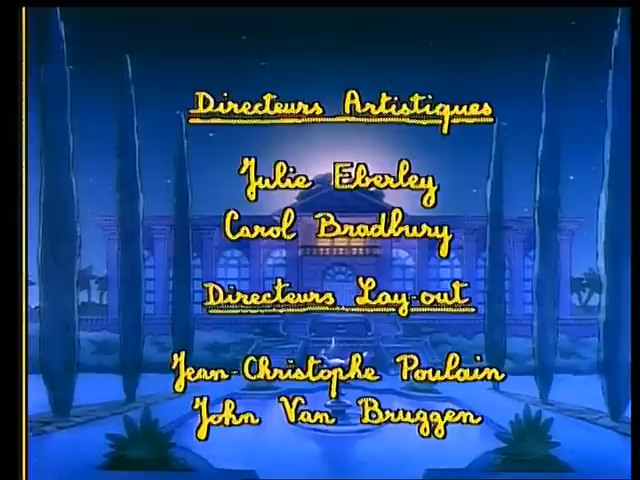 Directeurs Artistiques
Julie Eberley
Carol Bradbury
Directeurs Lay-out
Jean-Christophe Poulain
John Van Bruggen